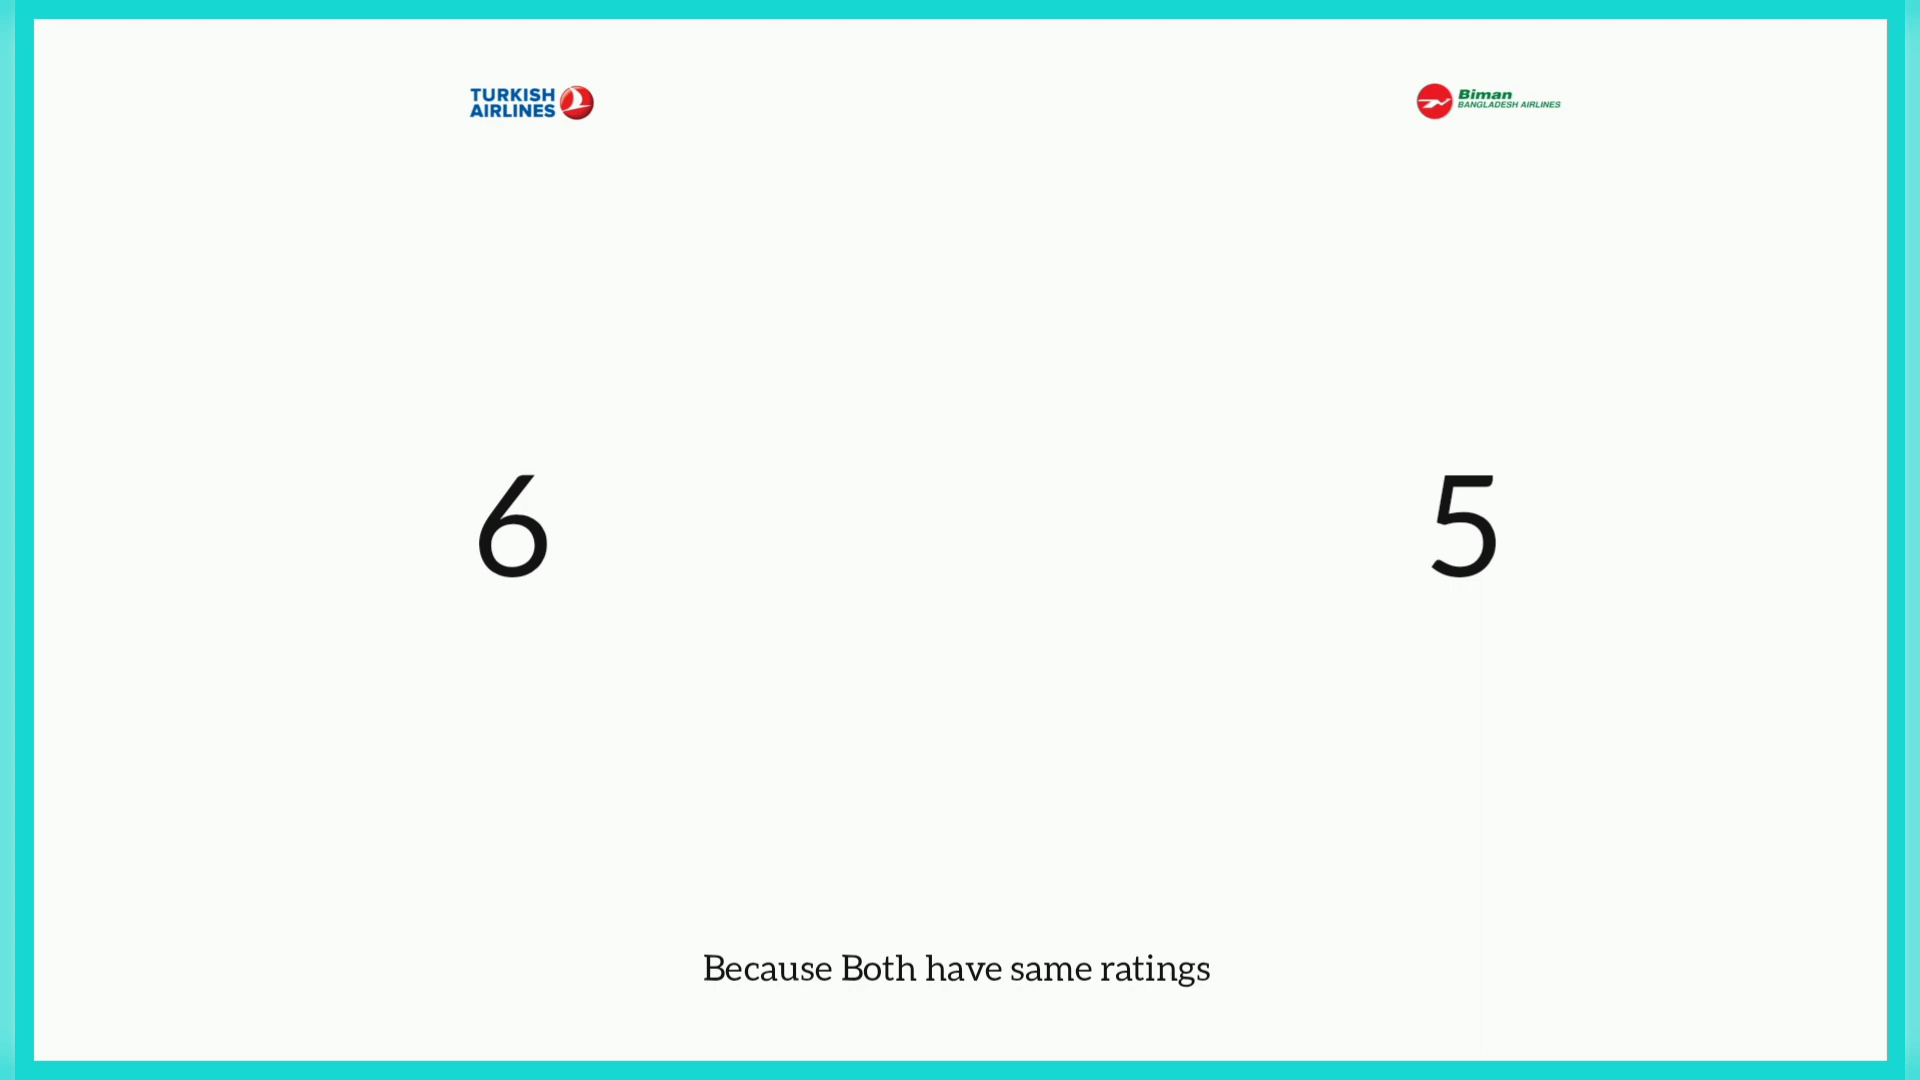 TURKISH
AIRLINES
Biman
BANGLADESH AIRLINES
6
5
Because Both have same ratings